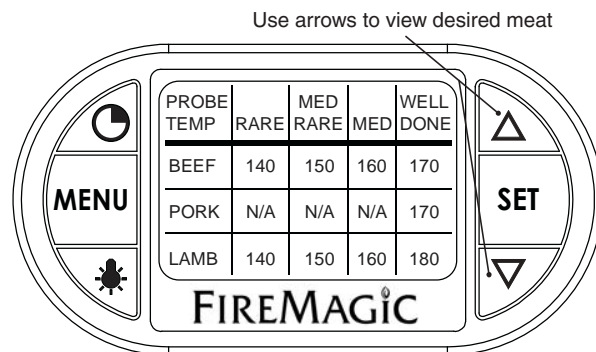 Use arrows to view desired meat
PROBE TEMP RARE MED RARE MED WELL DONE
BEEF 140 150 160 170
PORK N/A N/A N/A 170
LAMB 140 150 160 180
MENU
SET
FIREMAGIC